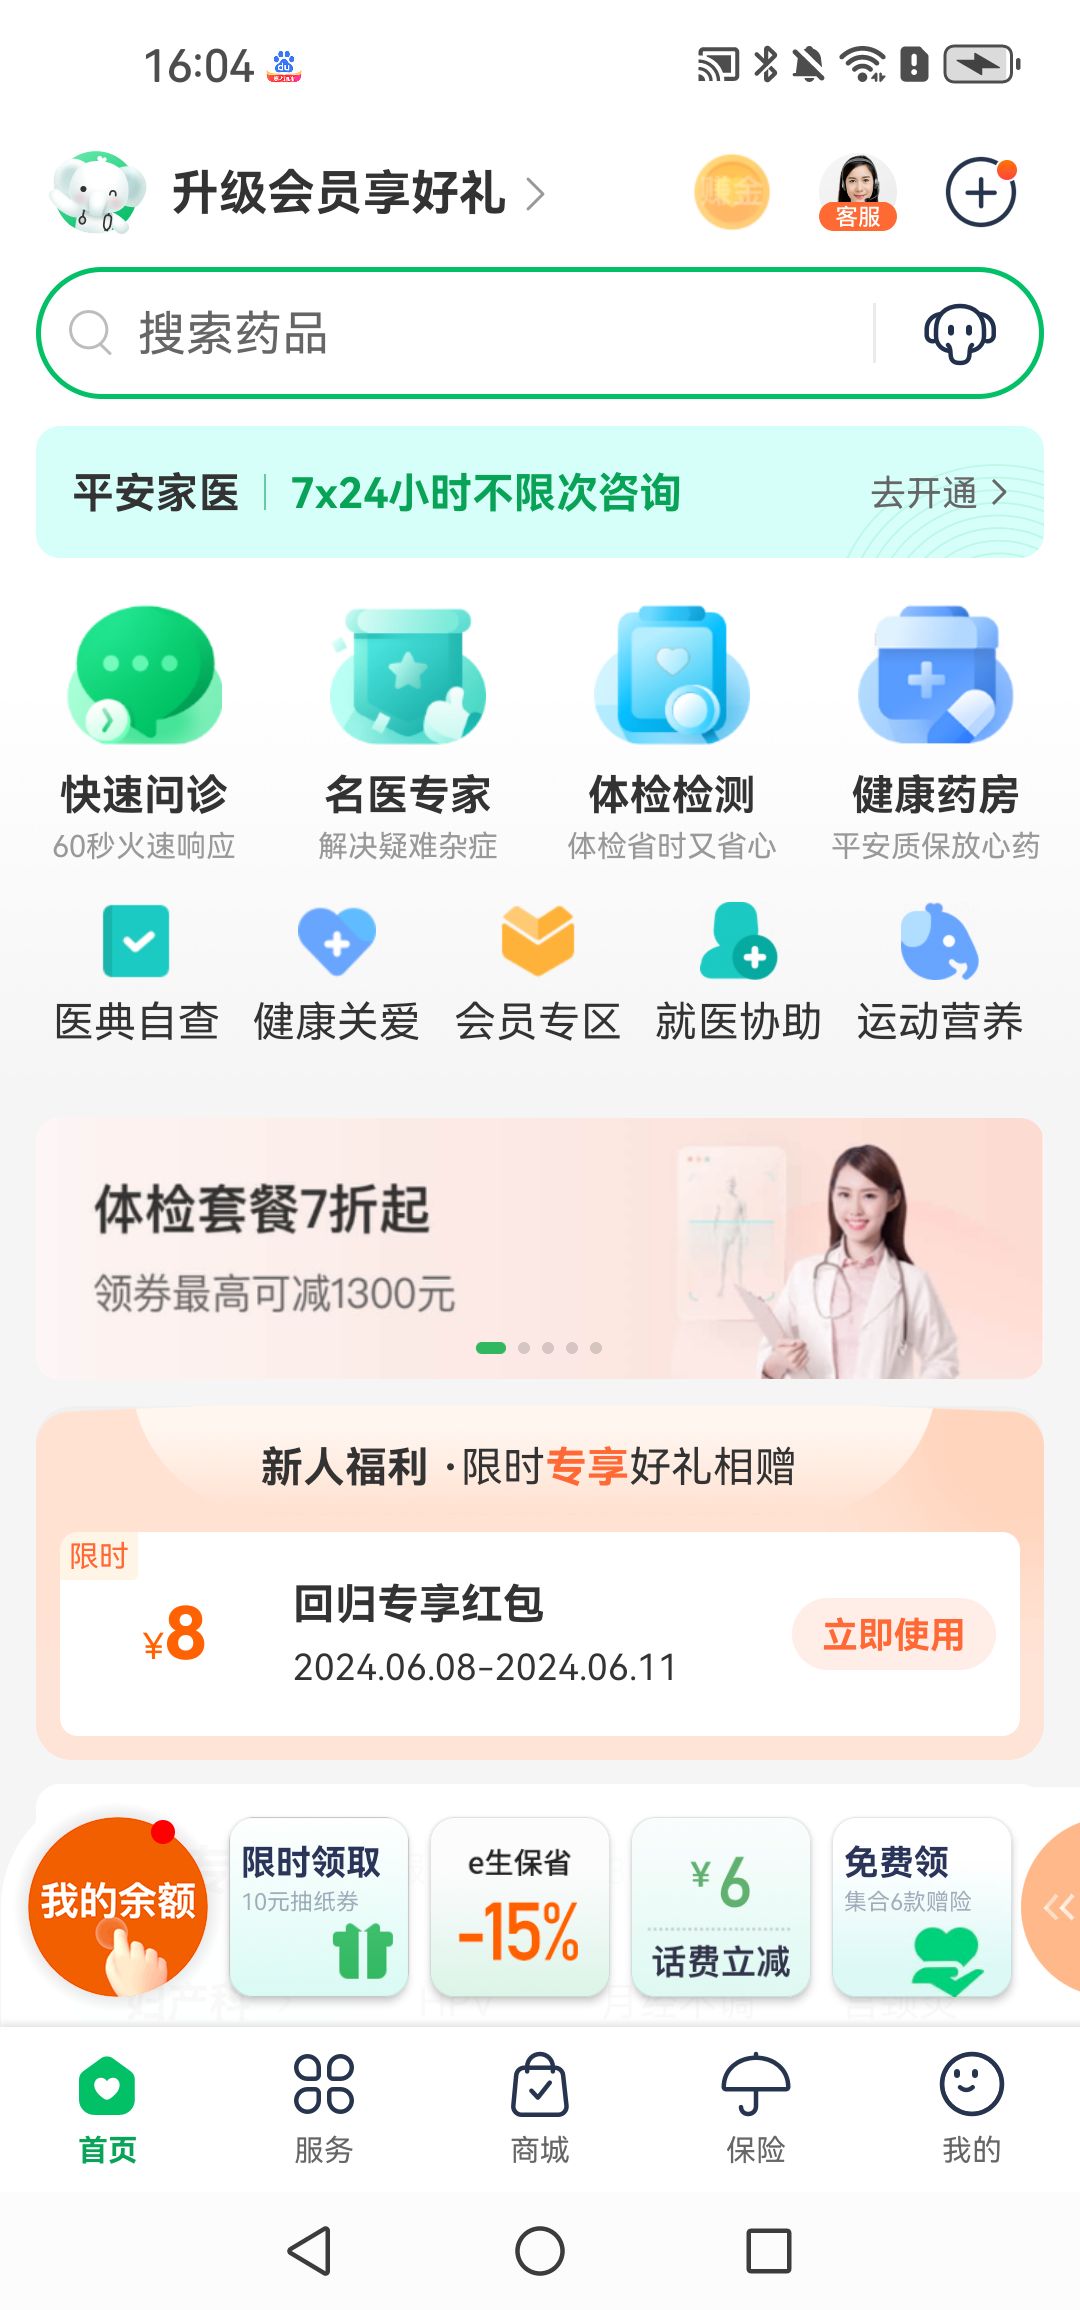 16:04
升级会员享好礼
赚金
客服
搜索药品
平安家医
7x24小时不限次咨询
去开通
快速问诊
名医专家
体检检测
健康药房
60秒火速响应
解决疑难杂症
体检省时又省心
平安质保放心药
医典自查
健康关爱
会员专区
就医协助
运动营养
体检套餐7折起
领券最高可减1300元
新人福利·限时专享好礼相赠
限时
¥8
回归专享红包
2024.06.08-2024.06.11
立即使用
我的余额
限时领取
10元抽纸券
e生保省
-15%
¥6
话费立减
免费领
集合6款赠险
妇产科
HPV
月经不调
首页
服务
商城
保险
我的